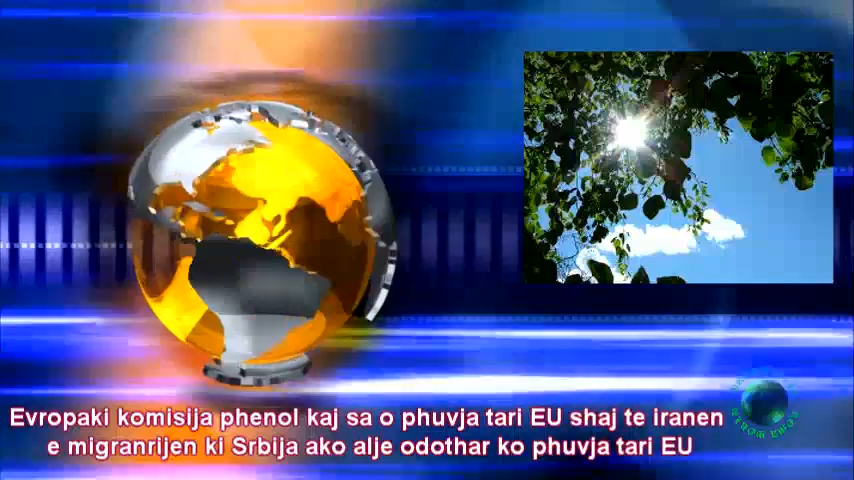 Evropaki komisija phenol kaj sa o phuvja tari EU shaj te iranen
e migranrijen ki Srbija ako alje odothar ko phuvja tari EU